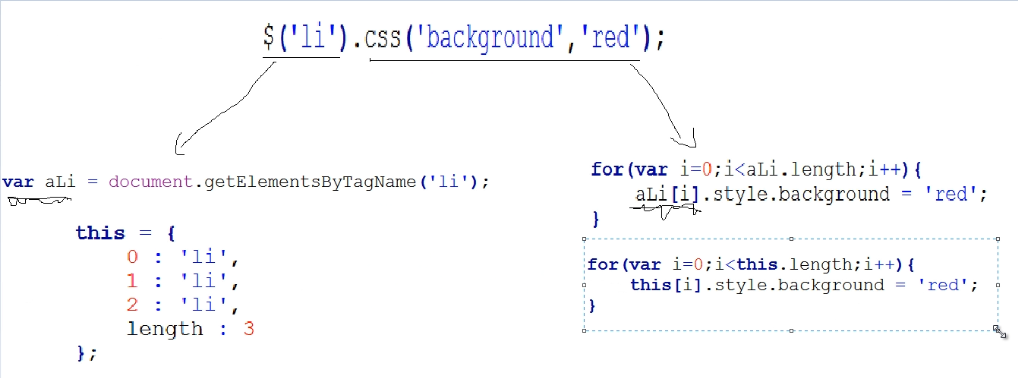 $('li').css('background','red');
var aLi = document.getElementsByTagName('li');
this = {
0 : 'li',
1 : 'li',
2 : 'li',
length : 3
};
for(var i=0;i<aLi.length;i++){
aLi[i].style.background = 'red';
}
for(var i=0;i<this.length;i++){
this[i].style.background = 'red';
}